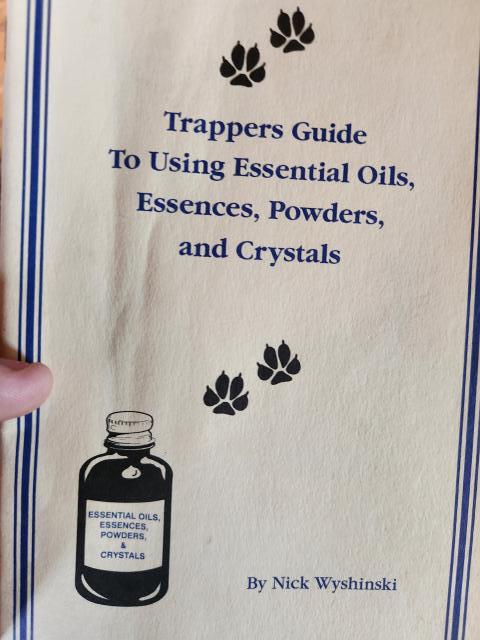 Trappers Guide
To Using Essential Oils,
Essences, Powders,
and Crystals
ESSENTIAL OILS,
ESSENCES,
POWDERS,
&
CRYSTALS
By Nick Wyshinski